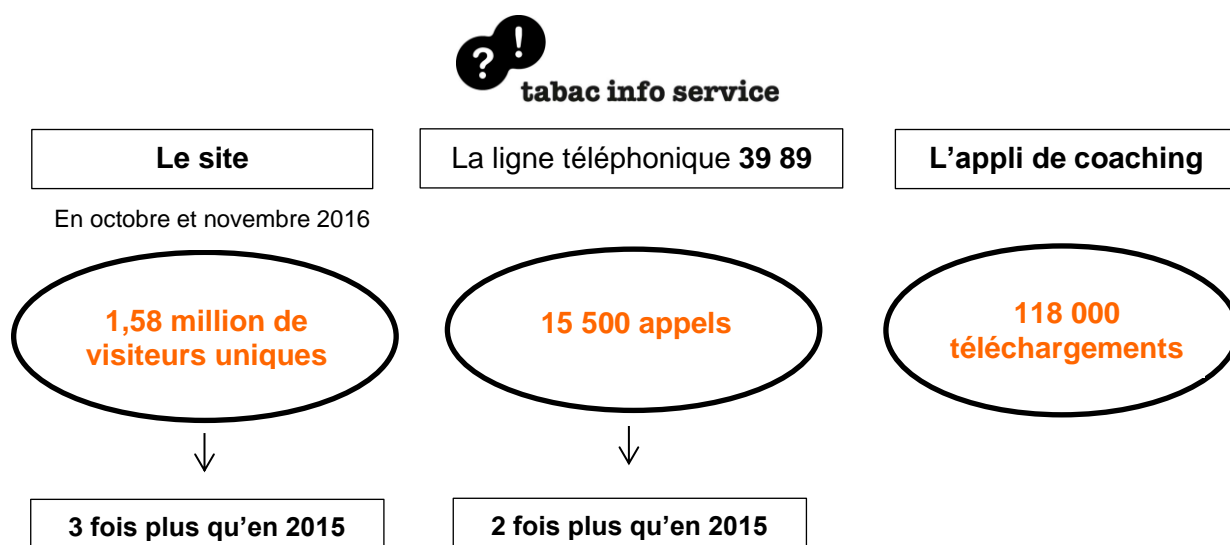 ? !
tabac info service
Le site
La ligne téléphonique 39 89
L'appli de coaching
En octobre et novembre 2016
1,58 million de
visiteurs uniques
15 500 appels
118 000
téléchargements
3 fois plus qu'en 2015
2 fois plus qu'en 2015